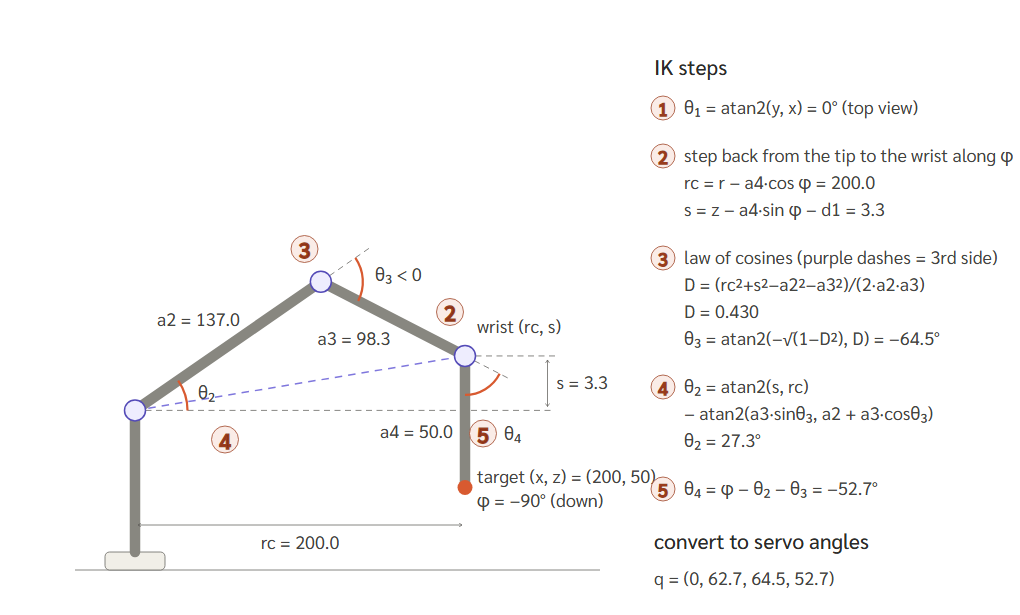 IK steps
1 θ₁ = atan2(y, x) = 0° (top view)
2 step back from the tip to the wrist along φ
rc = r − a4·cos φ = 200.0
s = z − a4·sin φ − d1 = 3.3
3 law of cosines (purple dashes = 3rd side)
D = (rc²+s²−a2²−a3²)/(2·a2·a3)
D = 0.430
θ₃ = atan2(−√(1−D²), D) = −64.5°
4 θ₂ = atan2(s, rc)
− atan2(a3·sinθ₃, a2 + a3·cosθ₃)
θ₂ = 27.3°
5 θ₄ = φ − θ₂ − θ₃ = −52.7°
convert to servo angles
q = (0, 62.7, 64.5, 52.7)
3
θ₃ < 0
2
a2 = 137.0
wrist (rc, s)
a3 = 98.3
s = 3.3
θ₂
4
a4 = 50.0
5 θ₄
target (x, z) = (200, 50)
φ = −90° (down)
rc = 200.0